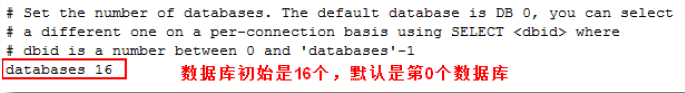 # Set the number of databases. The default database is DB 0, you can select
# a different one on a per-connection basis using SELECT <dbid> where
# dbid is a number between 0 and 'databases'-1
databases 16 数据库初始是16个，默认是第0个数据库